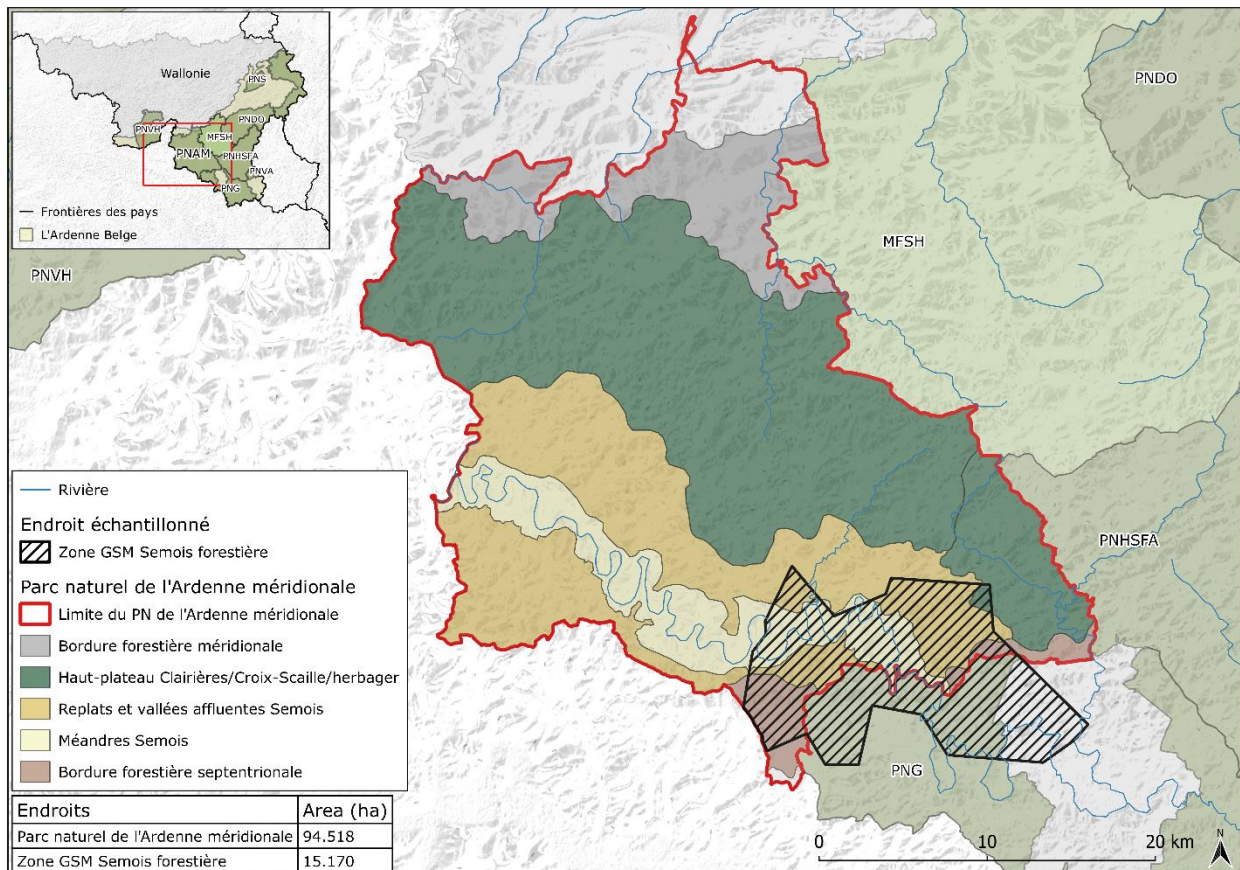 Wallonie
PNS
PNDO
PNVH
MFSH
PNAM
PNHSFA
PNVA
PNG
Frontières des pays
L'Ardenne Belge
PNDO
MFSH
PNVH
PNHSFA
PNG
Rivière
Endroit échantillonné
Zone GSM Semois forestière
Parc naturel de l'Ardenne méridionale
Limite du PN de l'Ardenne méridionale
Bordure forestière méridionale
Haut-plateau Clairières/Croix-Scaille/herbager
Replats et vallées affluentes Semois
Méandres Semois
Bordure forestière septentrionale
Endroits Area (ha)
Parc naturel de l'Ardenne méridionale 94.518
Zone GSM Semois forestière 15.170
0 10 20 km
N